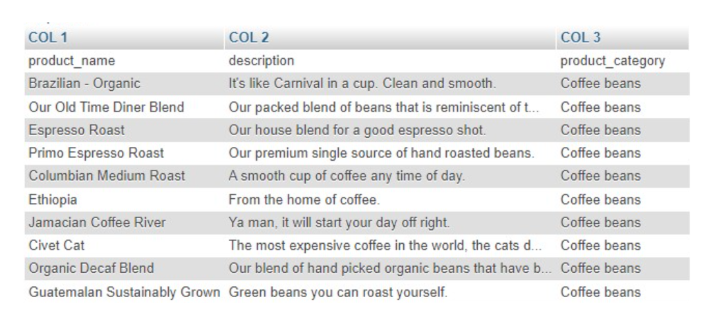 COL 1 COL 2 COL 3
product_name description product_category
Brazilian - Organic It's like Carnival in a cup. Clean and smooth. Coffee beans
Our Old Time Diner Blend Our packed blend of beans that is reminiscent of t... Coffee beans
Espresso Roast Our house blend for a good espresso shot. Coffee beans
Primo Espresso Roast Our premium single source of hand roasted beans. Coffee beans
Columbian Medium Roast A smooth cup of coffee any time of day. Coffee beans
Ethiopia From the home of coffee. Coffee beans
Jamacian Coffee River Ya man, it will start your day off right. Coffee beans
Civet Cat The most expensive coffee in the world, the cats d... Coffee beans
Organic Decaf Blend Our blend of hand picked organic beans that have b... Coffee beans
Guatemalan Sustainably Grown Green beans you can roast yourself. Coffee beans